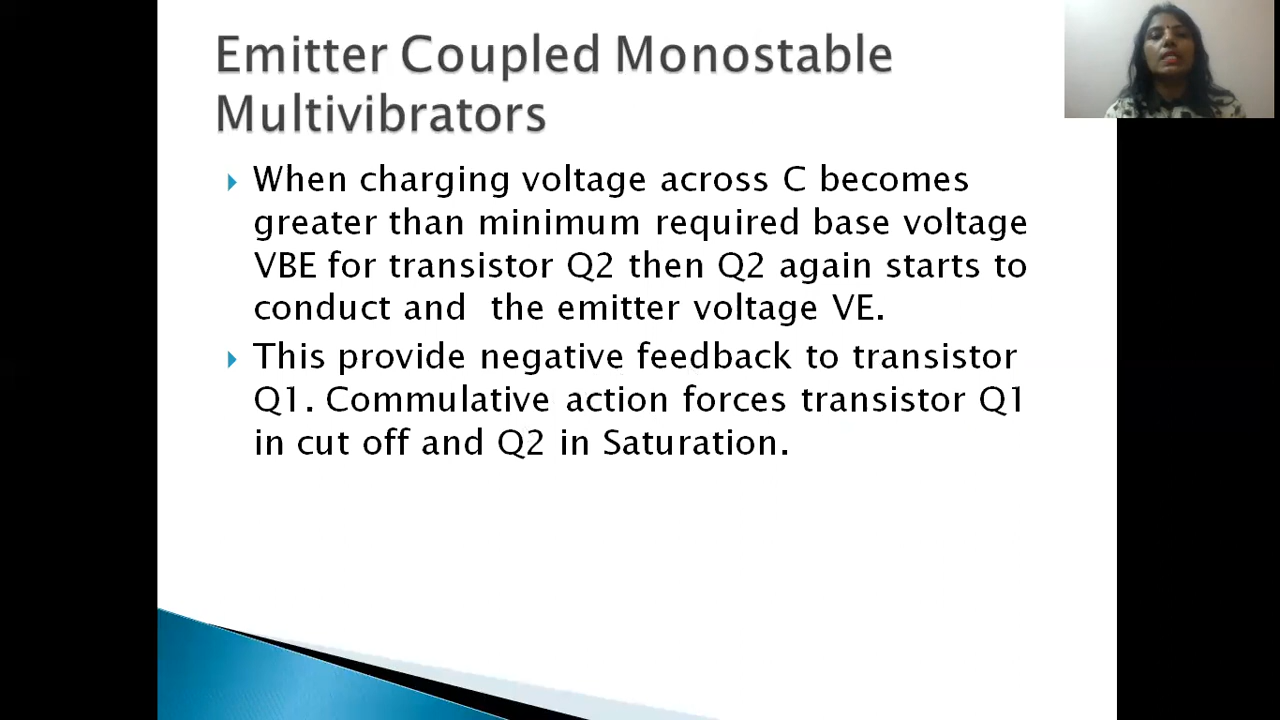 Emitter Coupled Monostable
Multivibrators
When charging voltage across C becomes
greater than minimum required base voltage
VBE for transistor Q2 then Q2 again starts to
conduct and  the emitter voltage VE.
This provide negative feedback to transistor
Q1. Commulative action forces transistor Q1
in cut off and Q2 in Saturation.